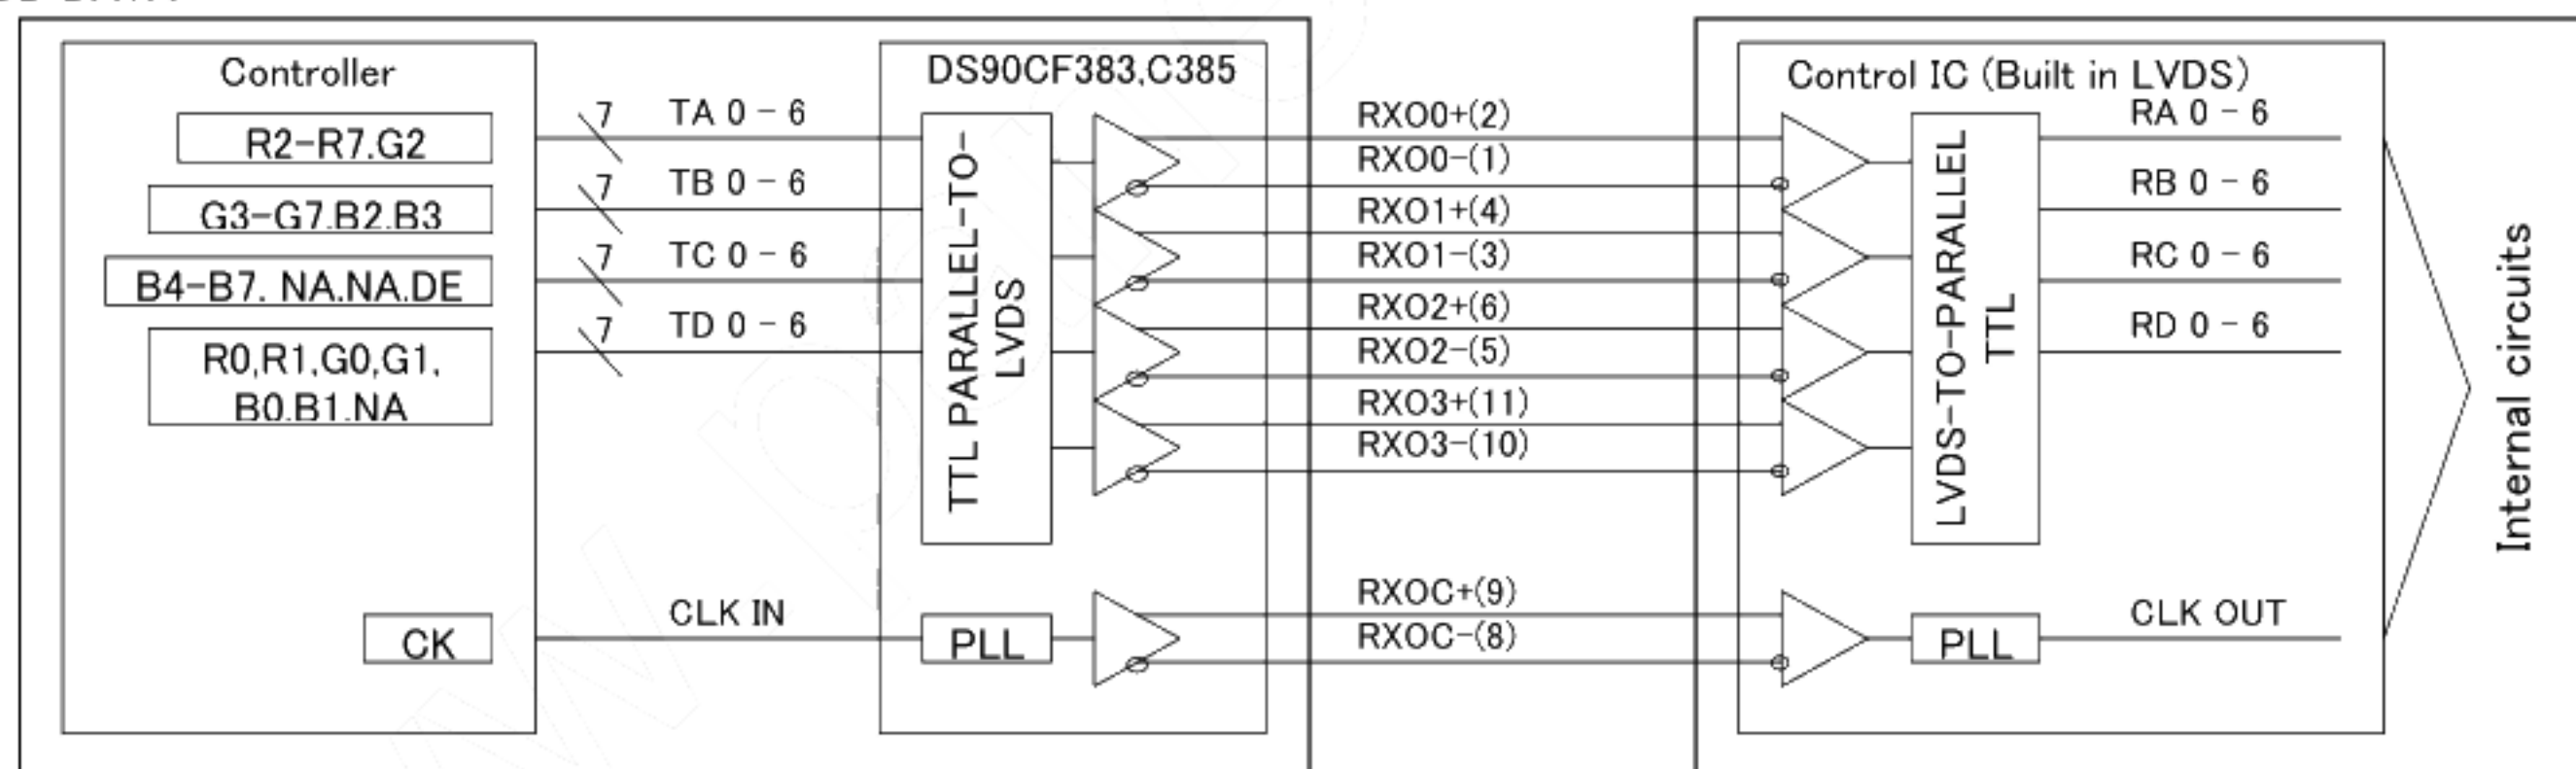 Controller
R2-R7.G2
G3-G7.B2.B3
B4-B7. NA.NA.DE
R0,R1,G0,G1,
B0.B1.NA
CK
7 TA 0 - 6
7 TB 0 - 6
7 TC 0 - 6
7 TD 0 - 6
CLK IN
DS90CF383,C385
TTL PARALLEL-TO-
LVDS
PLL
RXO0+(2)
RXO0-(1)
RXO1+(4)
RXO1-(3)
RXO2+(6)
RXO2-(5)
RXO3+(11)
RXO3-(10)
RXOC+(9)
RXOC-(8)
Control IC (Built in LVDS)
LVDS-TO-PARALLEL
TTL
PLL
RA 0 - 6
RB 0 - 6
RC 0 - 6
RD 0 - 6
CLK OUT
Internal circuits